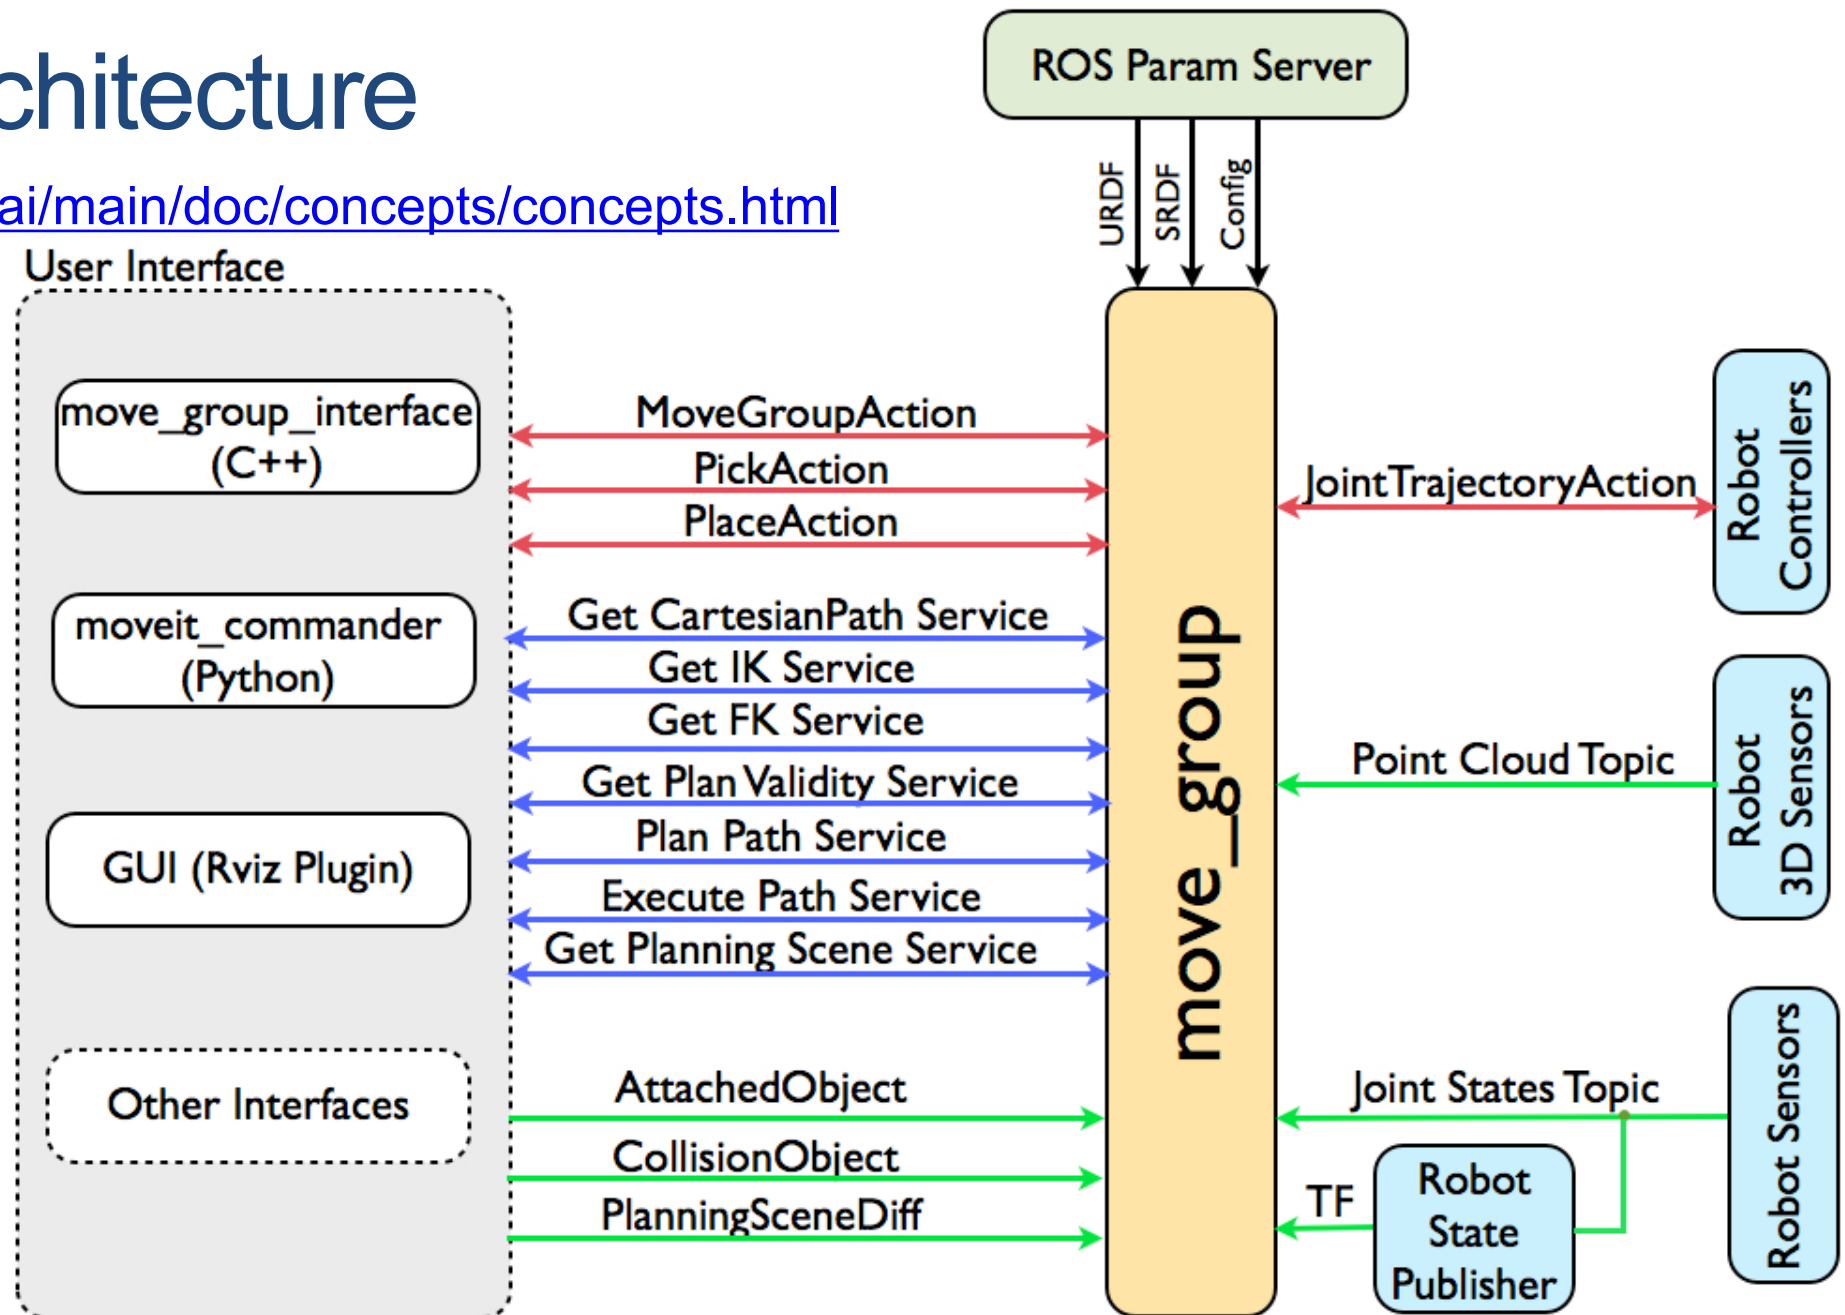 chitecture
ai/main/doc/concepts/concepts.html
ROS Param Server
URDF
SRDF
Config
User Interface
move_group_interface
(C++)
moveit_commander
(Python)
GUI (Rviz Plugin)
Other Interfaces
MoveGroupAction
PickAction
PlaceAction
Get CartesianPath Service
Get IK Service
Get FK Service
Get Plan Validity Service
Plan Path Service
Execute Path Service
Get Planning Scene Service
AttachedObject
CollisionObject
PlanningSceneDiff
move_group
JointTrajectoryAction
Robot
Controllers
Point Cloud Topic
Robot
3D Sensors
Joint States Topic
TF
Robot
State
Publisher
Robot Sensors